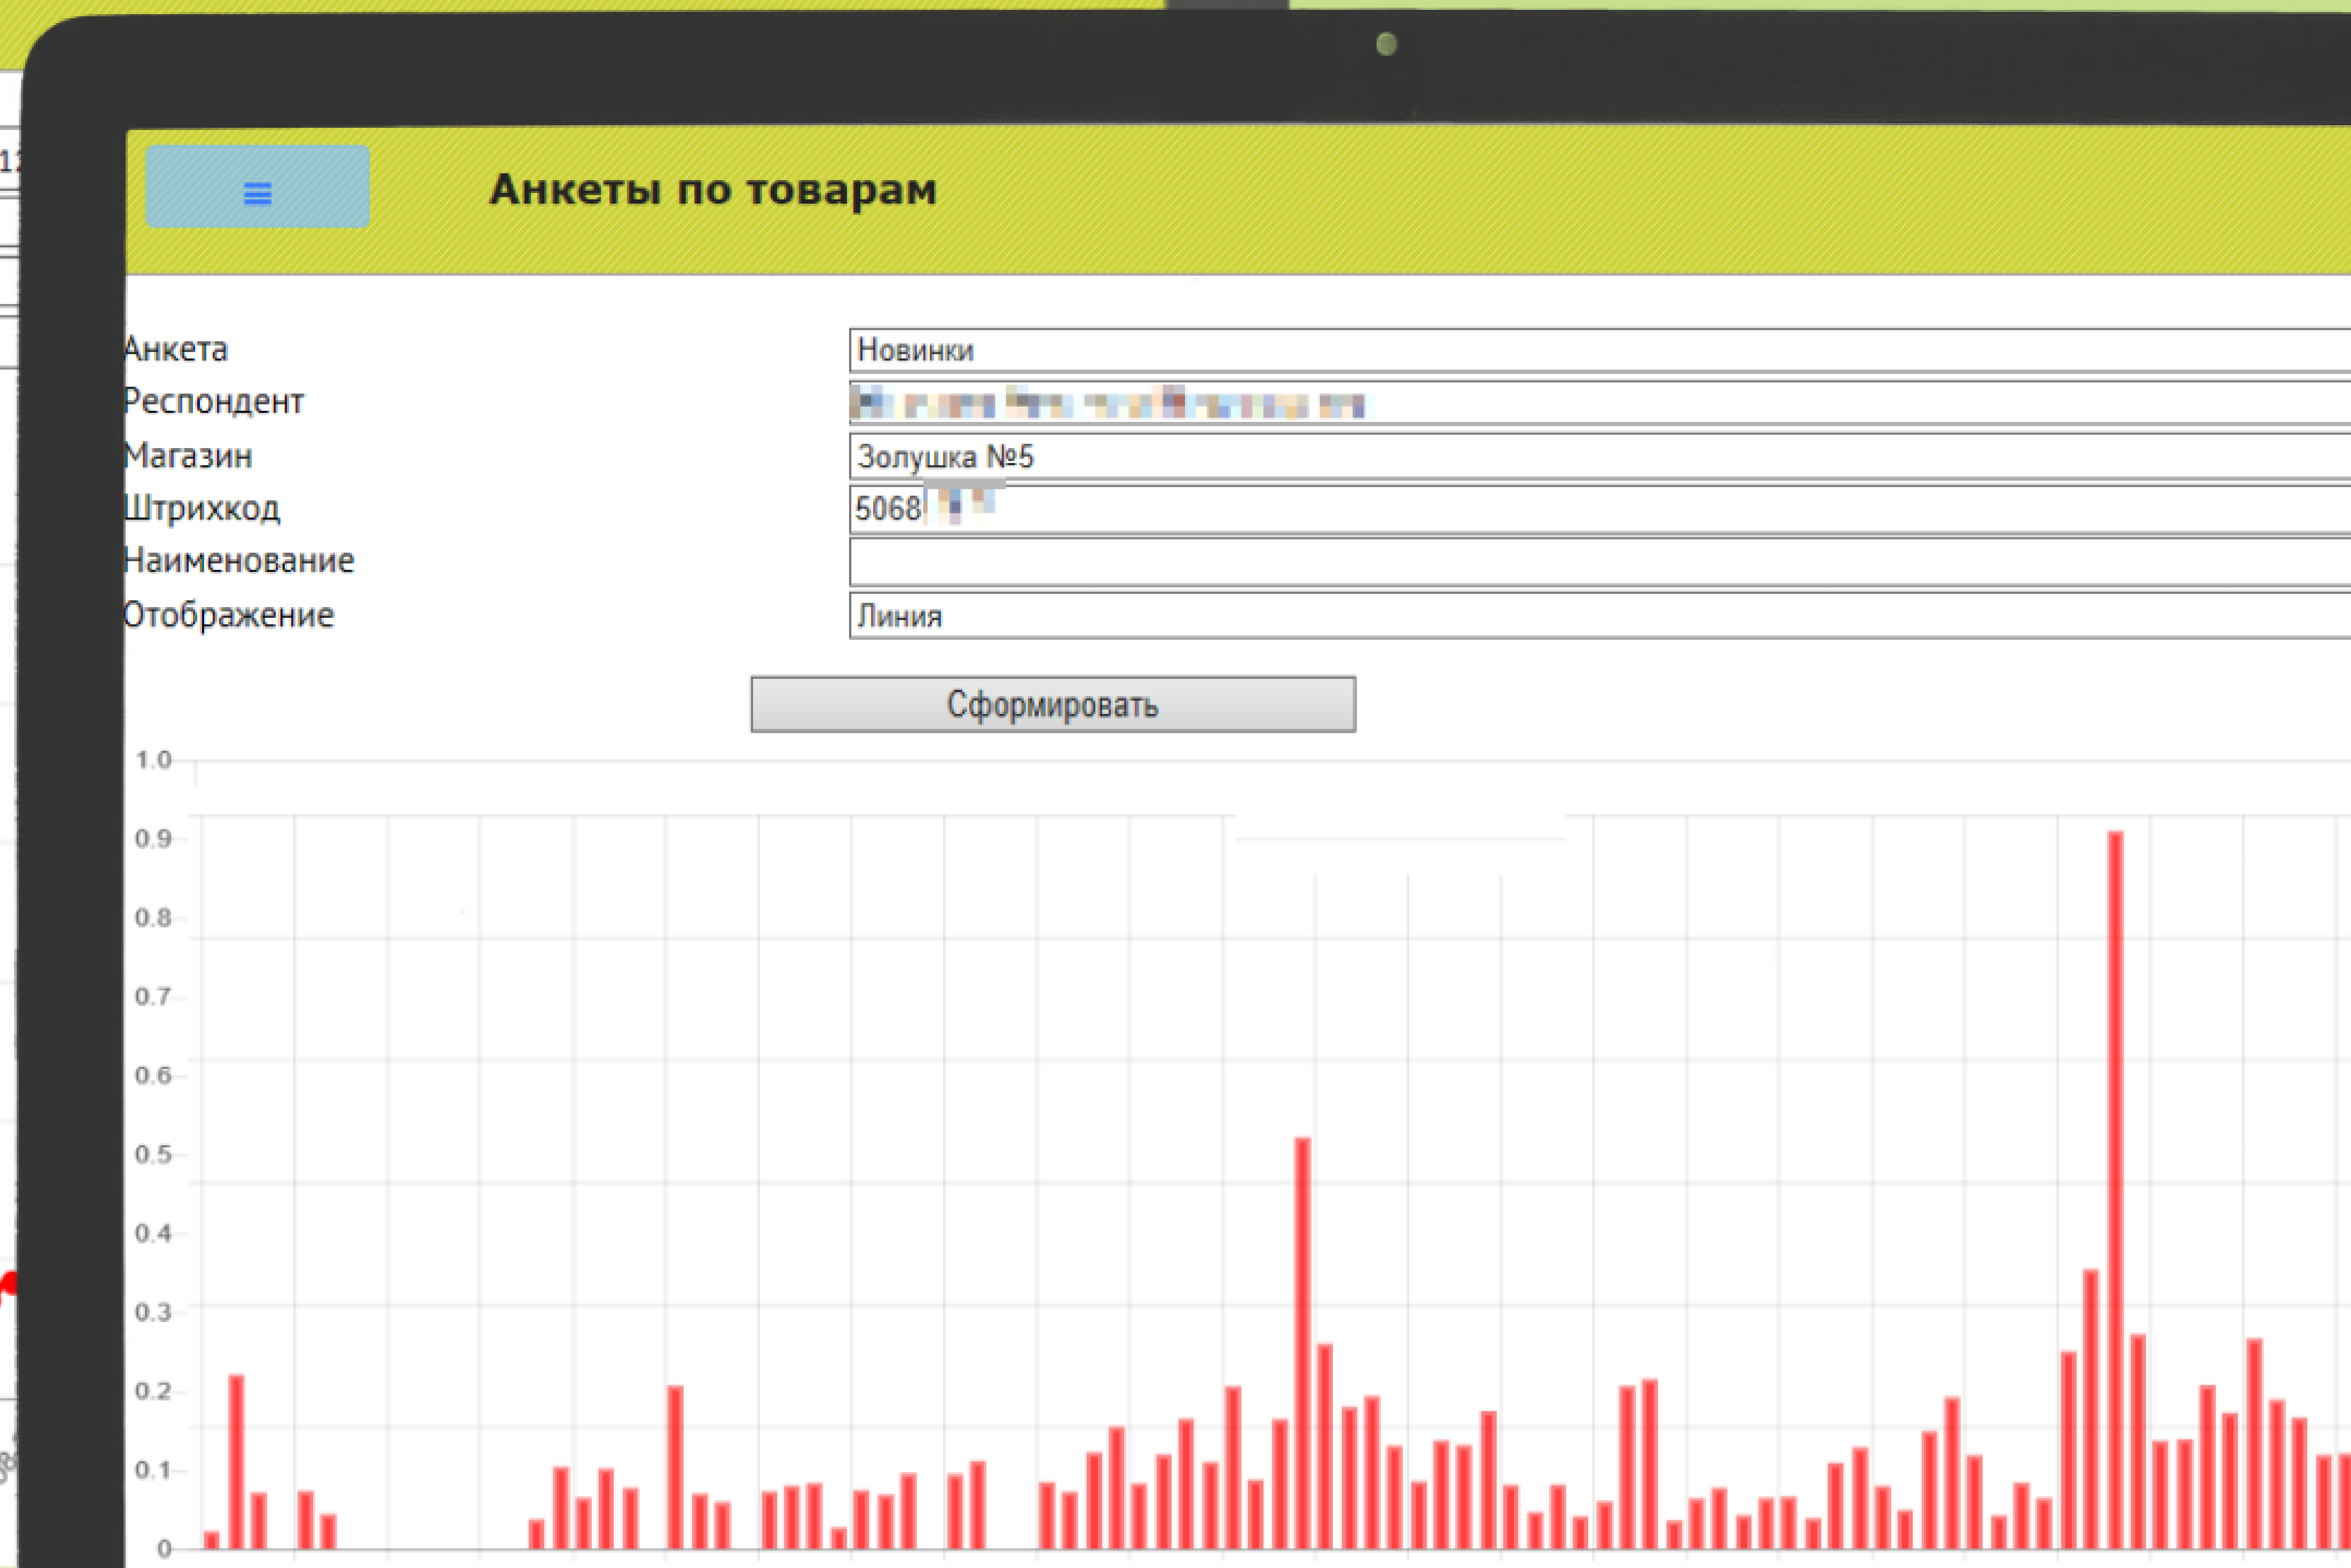 Анкеты по товарам
Анкета Новинки
Респондент
Магазин Золушка №5
Штрихкод 5068
Наименование
Отображение Линия
Сформировать
1.0
0.9
0.8
0.7
0.6
0.5
0.4
0.3
0.2
0.1
0